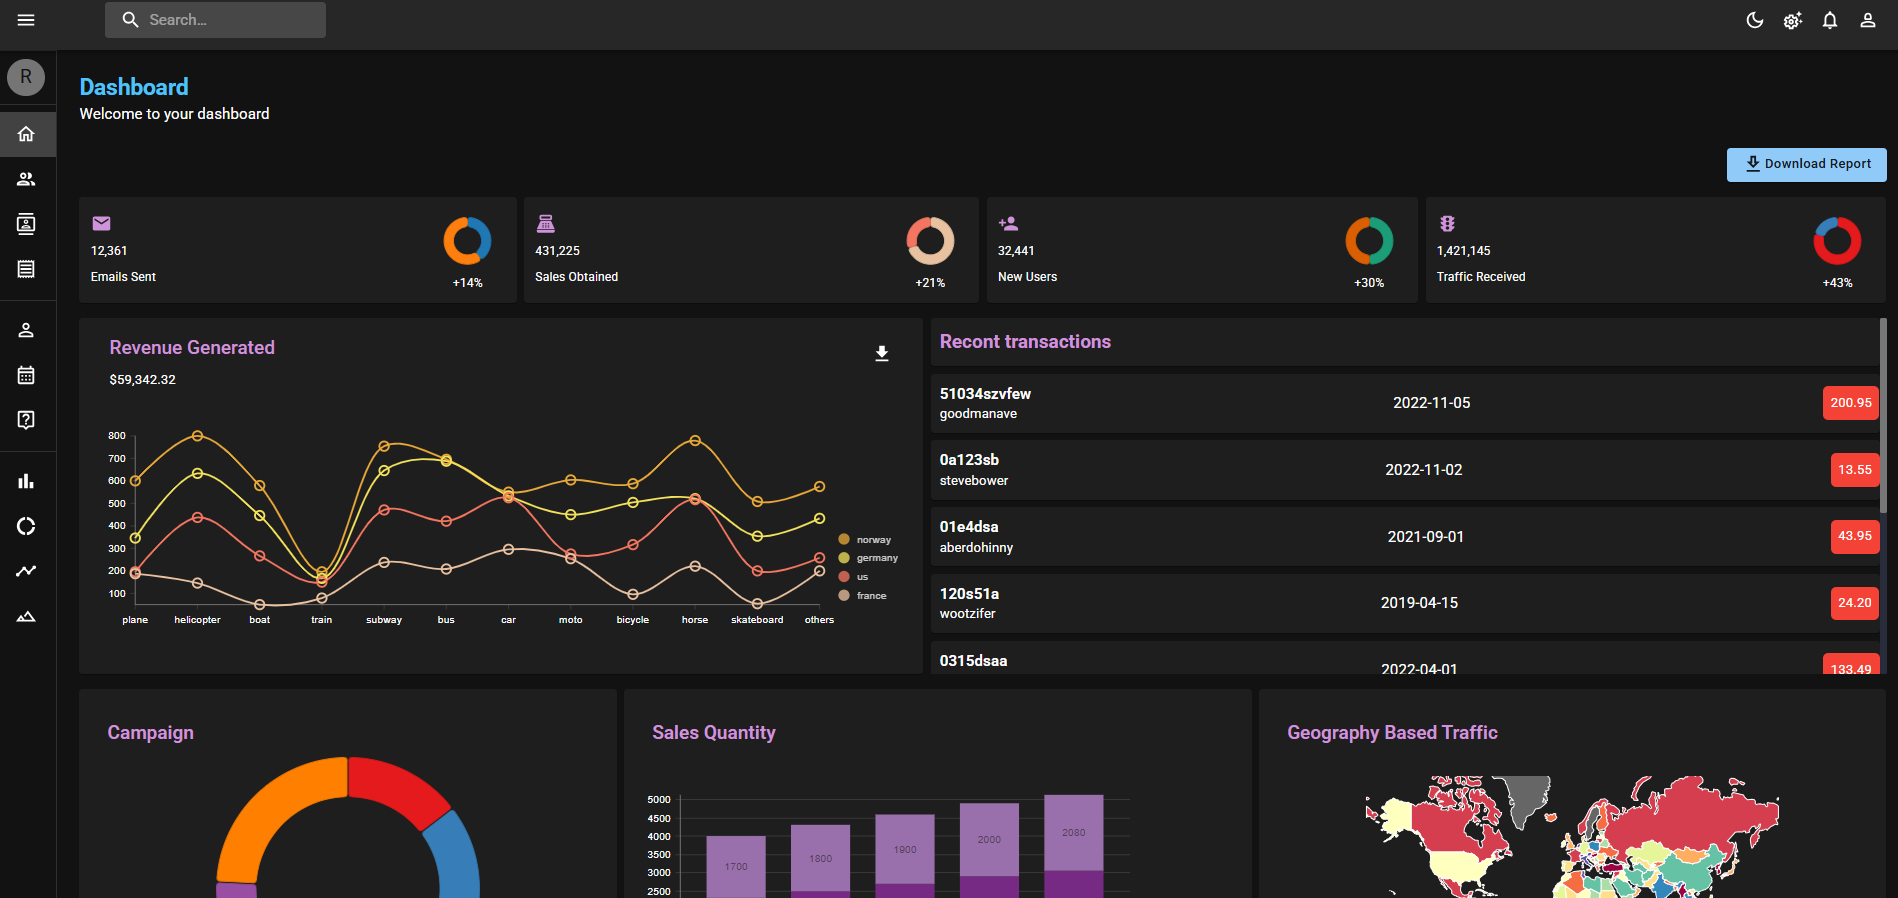 Search...
R
Dashboard
Welcome to your dashboard
Download Report
12,361
Emails Sent
+14%
431,225
Sales Obtained
+21%
32,441
New Users
+30%
1,421,145
Traffic Received
+43%
Revenue Generated
$59,342.32
800
700
600
500
400
300
200
100
plane helicopter boat train subway bus car moto bicycle horse skateboard others
norway
germany
us
france
Recont transactions
51034szvfew
goodmanave
2022-11-05
200.95
0a123sb
stevebower
2022-11-02
13.55
01e4dsa
aberdohinny
2021-09-01
43.95
120s51a
wootzifer
2019-04-15
24.20
0315dsaa
2022-04-01
133.49
Campaign
Sales Quantity
5000
4500
4000
3500
3000
2500
1700
1800
1900
2000
2080
Geography Based Traffic